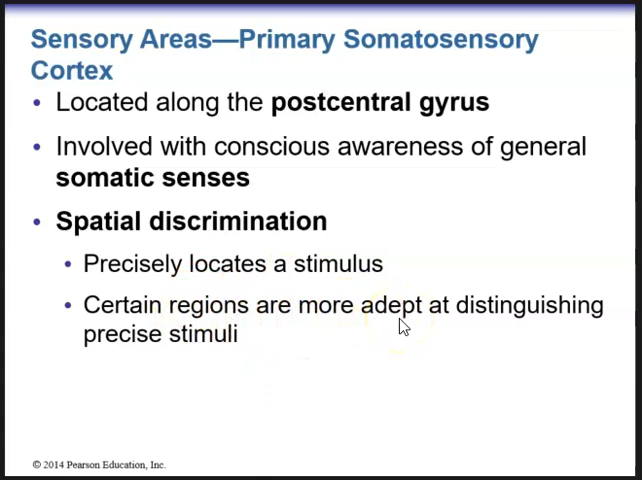 Sensory Areas—Primary Somatosensory
Cortex
• Located along the postcentral gyrus
• Involved with conscious awareness of general
somatic senses
• Spatial discrimination
• Precisely locates a stimulus
• Certain regions are more adept at distinguishing
precise stimuli
© 2014 Pearson Education, Inc.